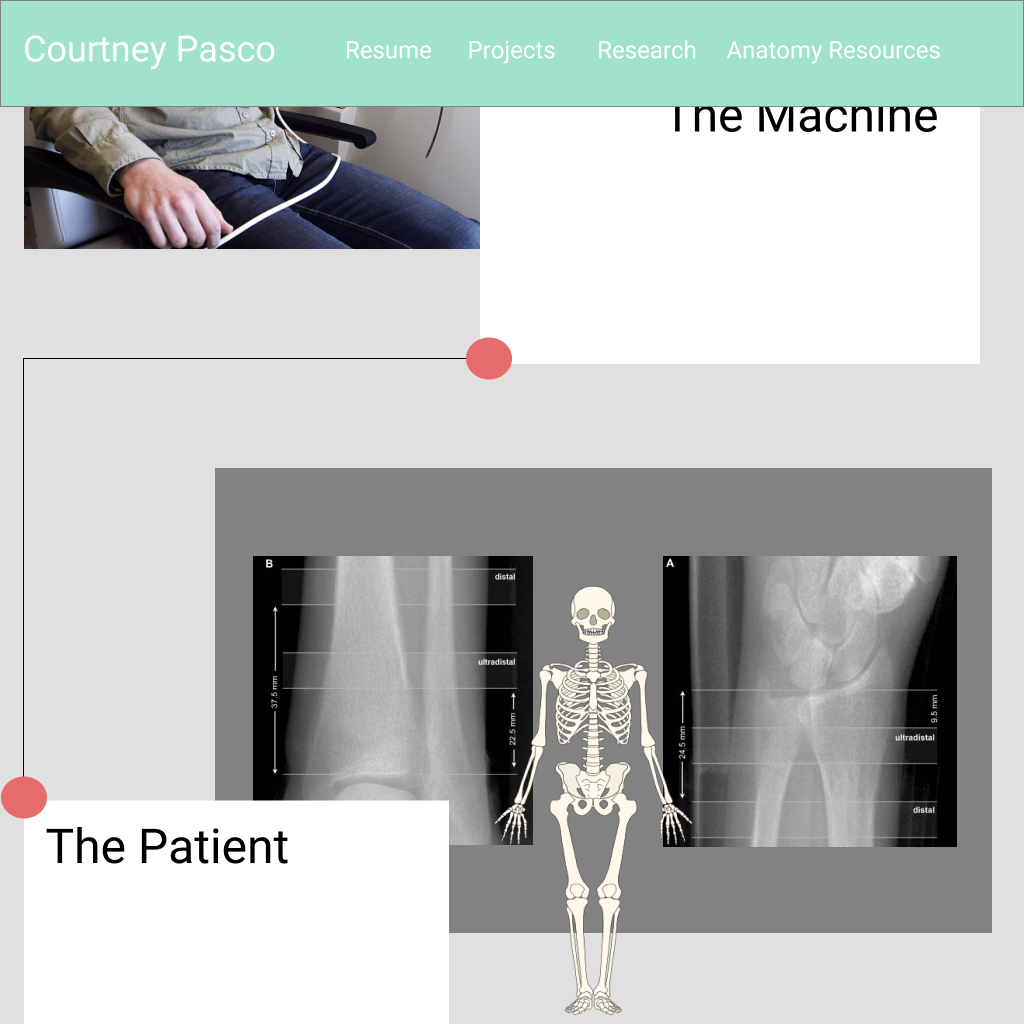 Courtney Pasco
Resume
Projects
Research
Anatomy Resources
The Machine
B
distal
ultradistal
37.5 mm
22.5 mm
A
24.5 mm
9.5 mm
ultradistal
distal
The Patient